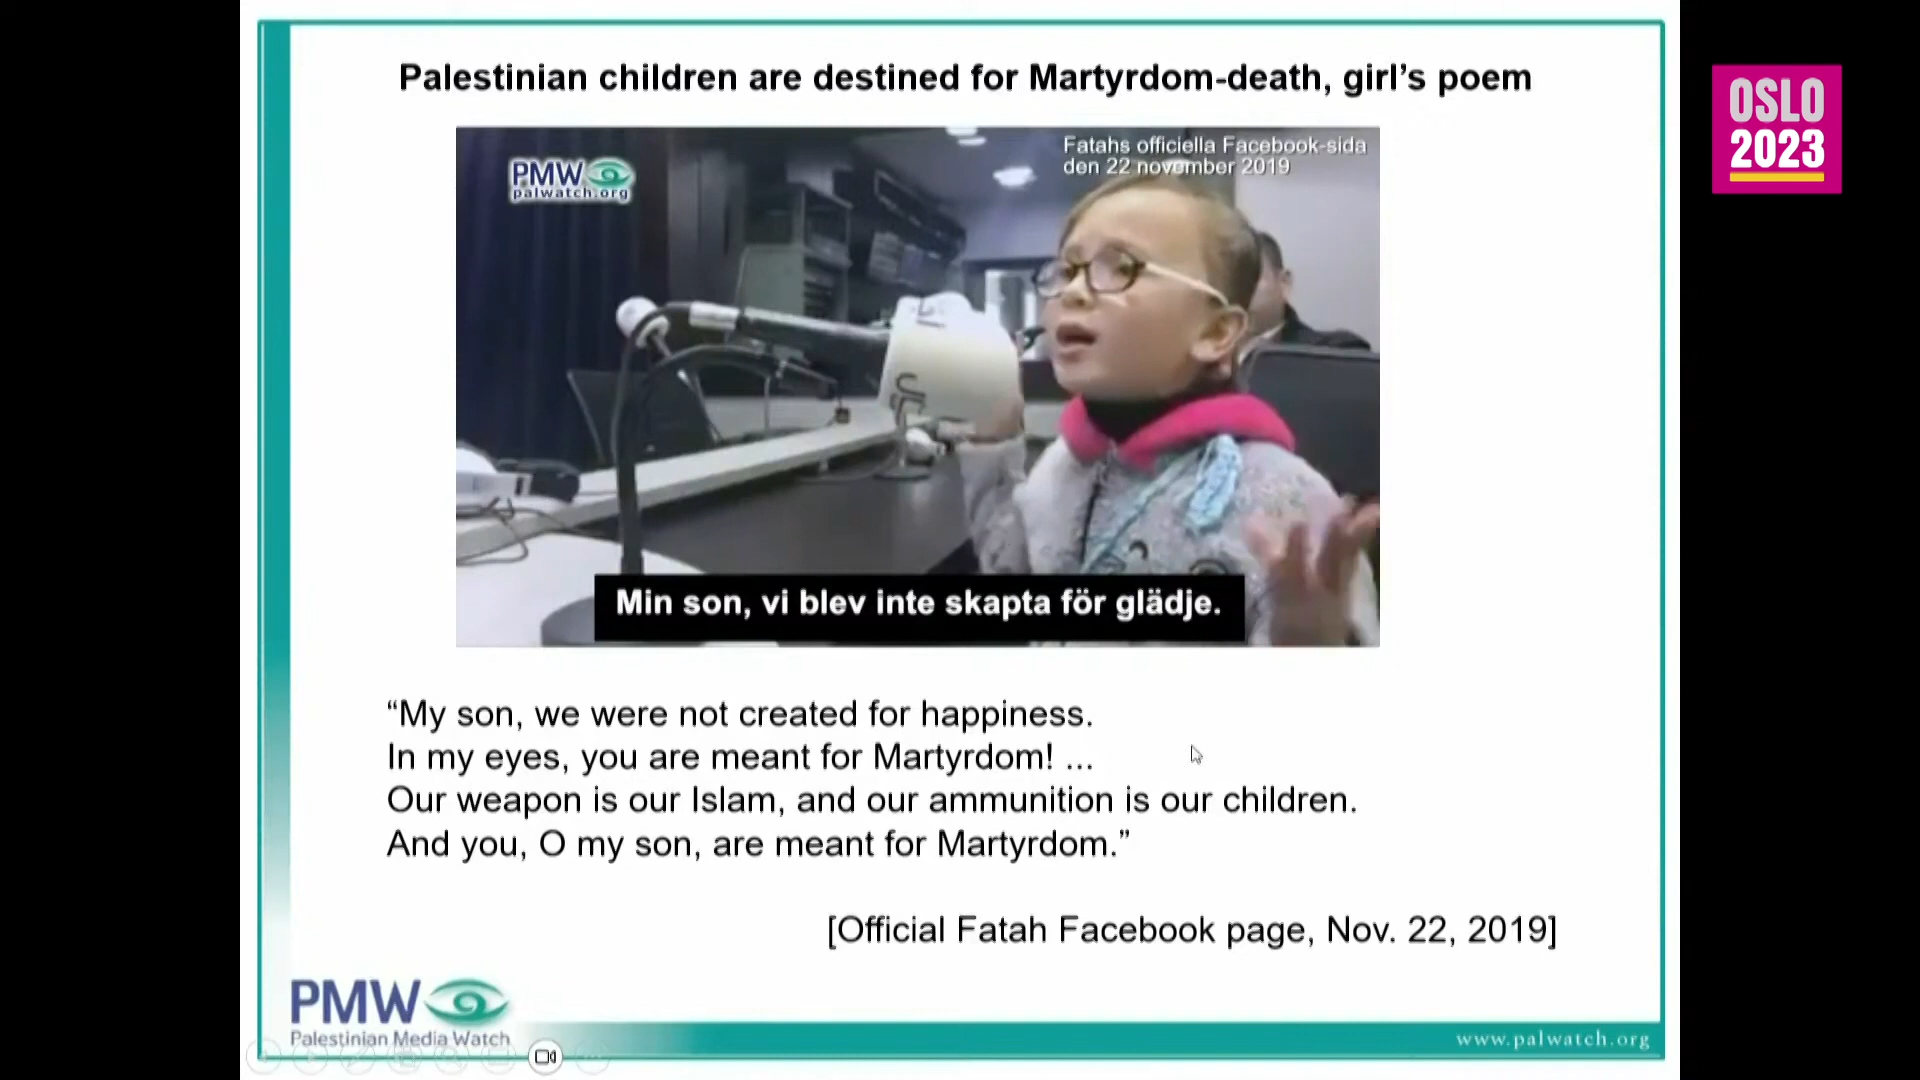 Palestinian children are destined for Martyrdom-death, girl’s poem
OSLO
2023
PMW
palwatch.org
Fatahs officiella Facebook-sida
den 22 november 2019
Min son, vi blev inte skapta för glädje.
“My son, we were not created for happiness.
In my eyes, you are meant for Martyrdom! ...
Our weapon is our Islam, and our ammunition is our children.
And you, O my son, are meant for Martyrdom.”
[Official Fatah Facebook page, Nov. 22, 2019]
PMW
Palestinian Media Watch
www.palwatch.org